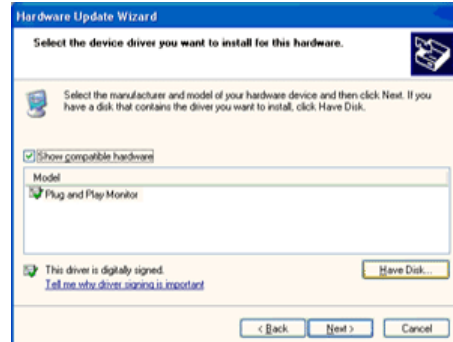 Hardware Update Wizard
Select the device driver you want to install for this hardware.
Select the manufacturer and model of your hardware device and then click Next. If you
have a disk that contains the driver you want to install, click Have Disk.
Show compatible hardware
Model
Plug and Play Monitor
This driver is digitally signed.
Have Disk...
Tell me why driver signing is important
< Back
Next >
Cancel